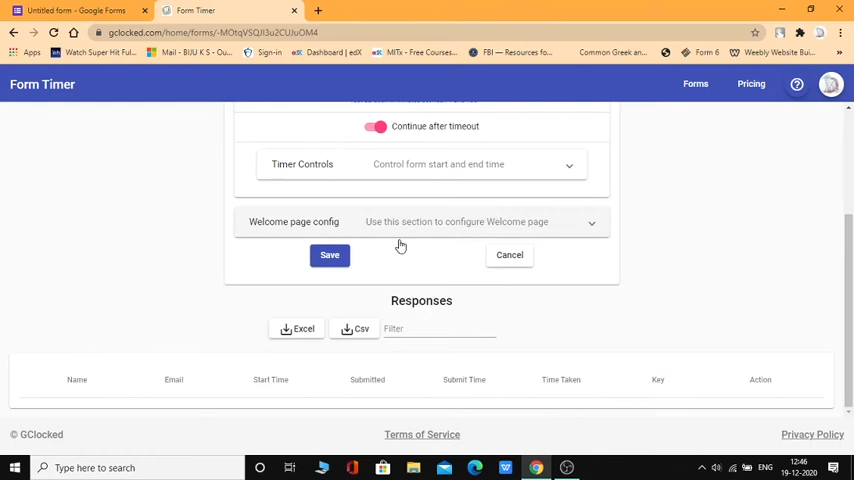 Untitled form - Google Forms
Form Timer
gclocked.com/home/forms/-MOtqVSQJI3u2CUJuOM4
Apps
Watch Super Hit Ful...
Mail - BIJU K S - Ou...
Sign-in
Dashboard | edX
MITx - Free Courses...
FBI — Resources fo...
Common Greek and...
Form 6
Weebly Website Bui...
Form Timer
Forms
Pricing
Continue after timeout
Timer Controls
Control form start and end time
Welcome page config
Use this section to configure Welcome page
Save
Cancel
Responses
Excel
Csv
Filter
Name
Email
Start Time
Submitted
Submit Time
Time Taken
Key
Action
© GClocked
Terms of Service
Privacy Policy
Type here to search
ENG
12:46
19-12-2020